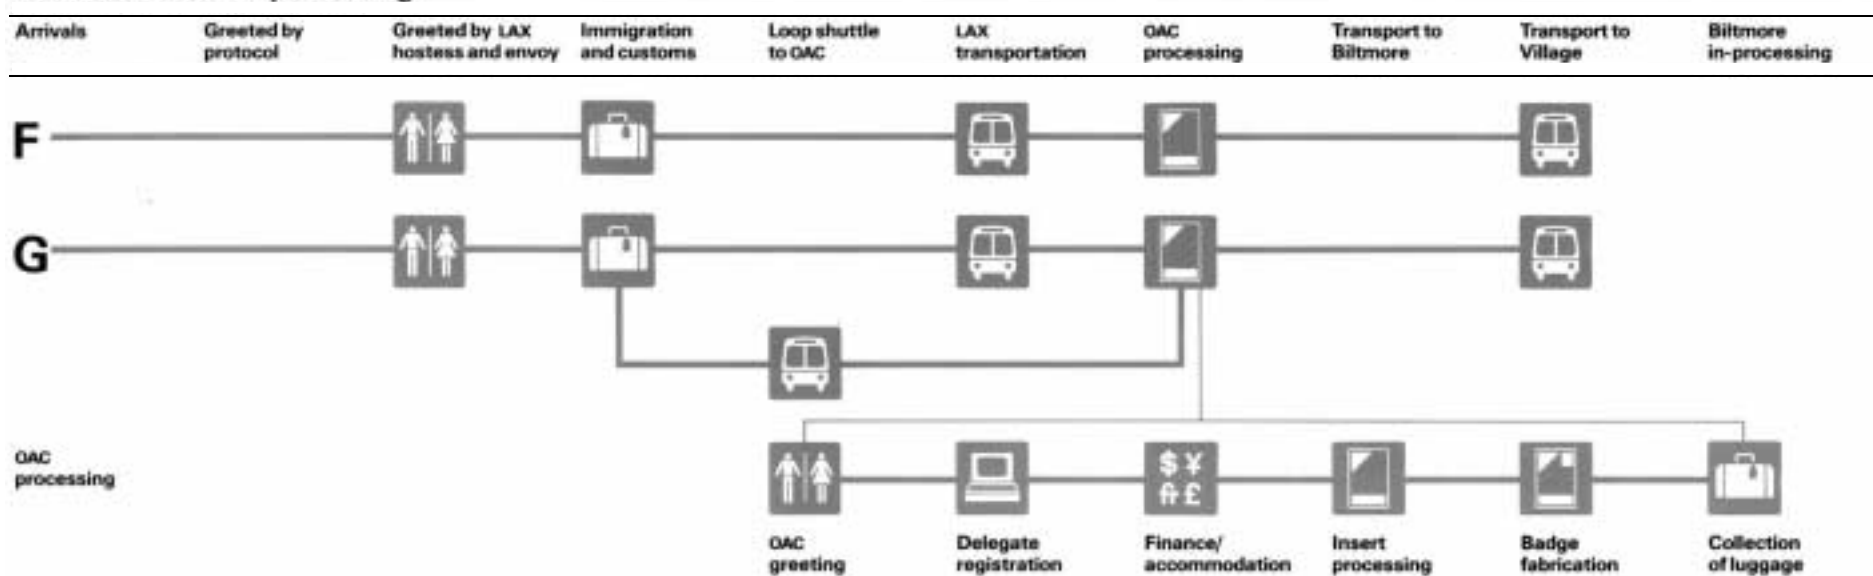 Arrivals
Greeted by
protocol
Greeted by LAX
hostess and envoy
Immigration
and customs
Loop shuttle
to OAC
LAX
transportation
OAC
processing
Transport to
Biltmore
Transport to
Village
Biltmore
in-processing
F
G
$ ¥
fr £
OAC
processing
OAC
greeting
Delegate
registration
Finance/
accommodation
Insert
processing
Badge
fabrication
Collection
of luggage